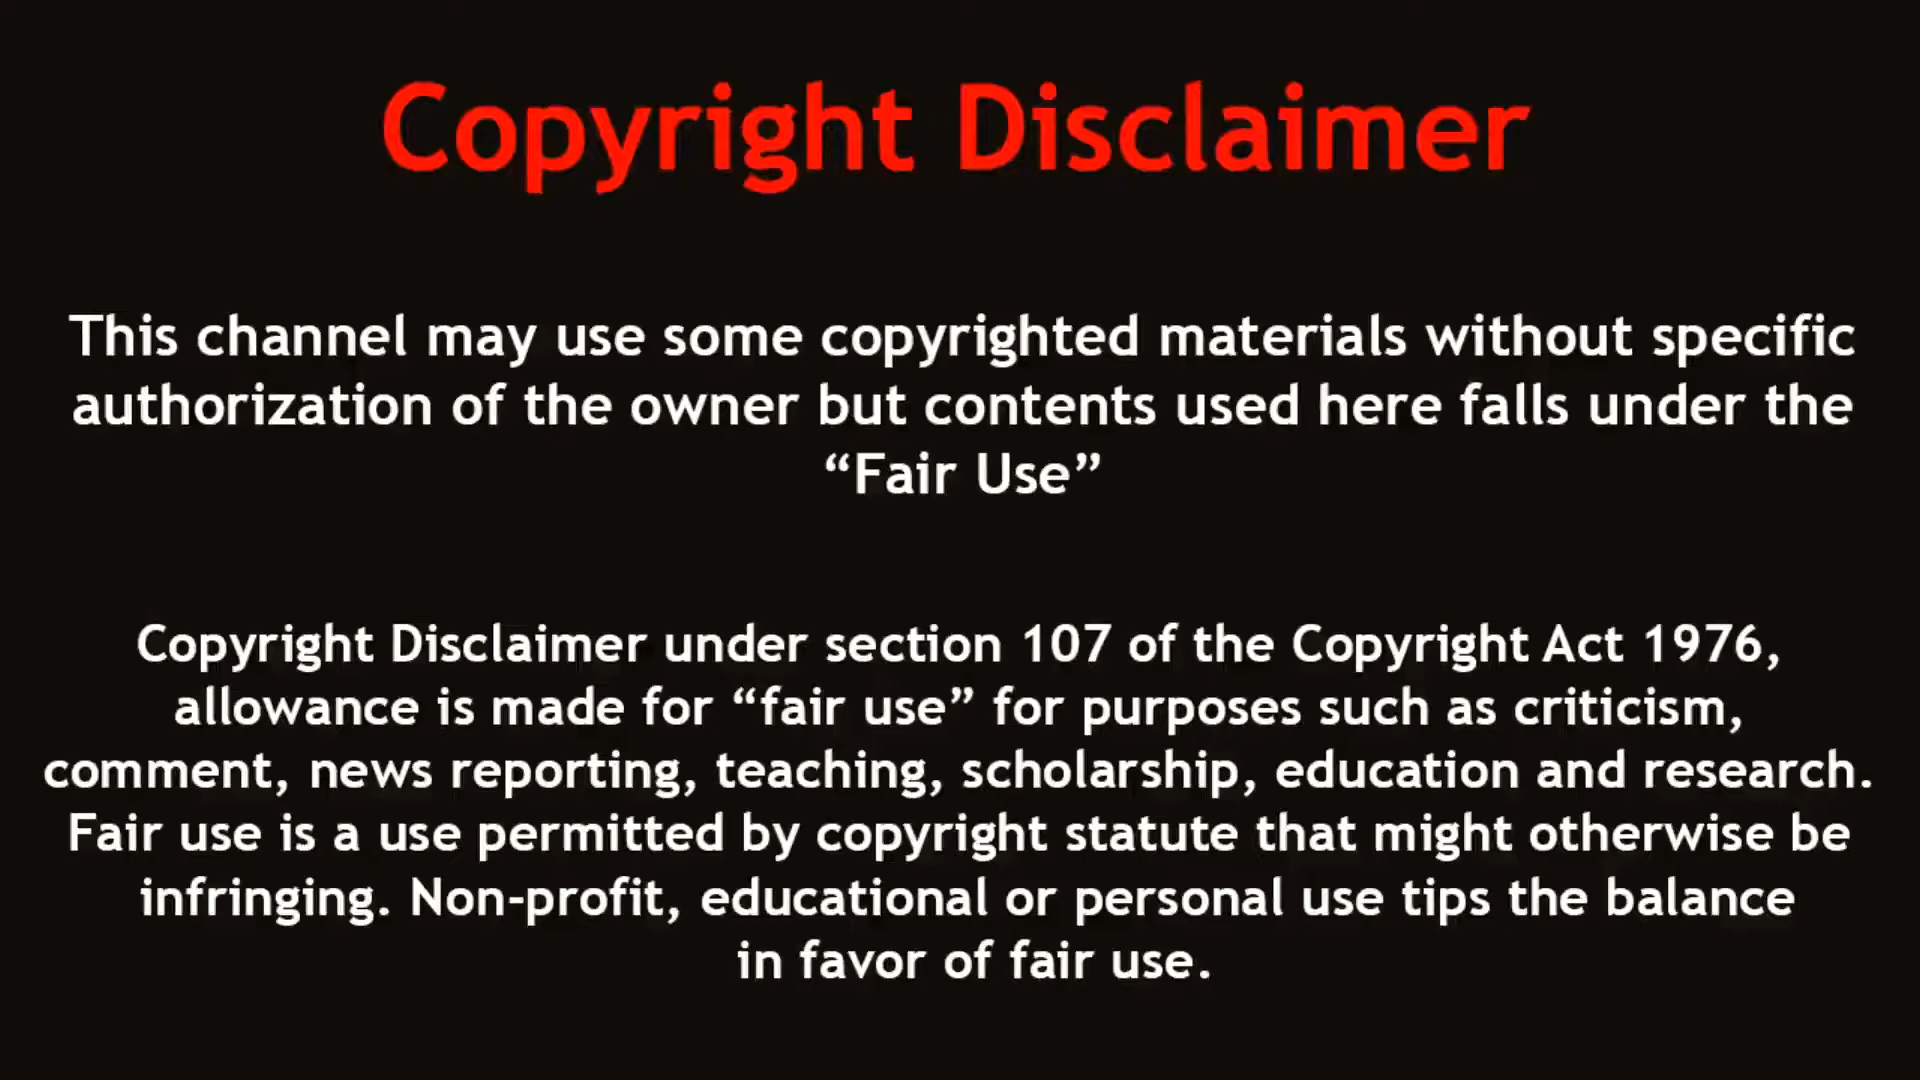 Copyright Disclaimer
This channel may use some copyrighted materials without specific
authorization of the owner but contents used here falls under the
“Fair Use”
Copyright Disclaimer under section 107 of the Copyright Act 1976,
allowance is made for “fair use” for purposes such as criticism,
comment, news reporting, teaching, scholarship, education and research.
Fair use is a use permitted by copyright statute that might otherwise be
infringing. Non-profit, educational or personal use tips the balance
in favor of fair use.